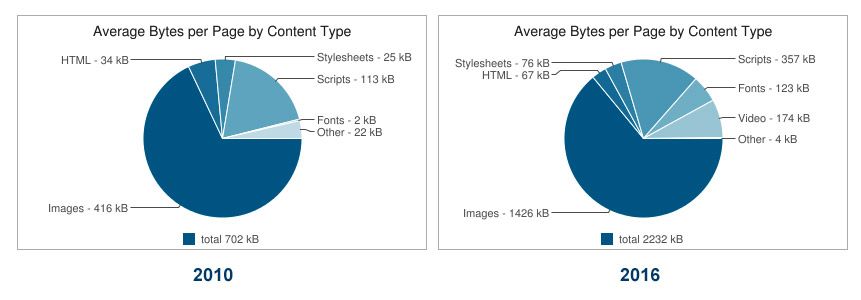 Average Bytes per Page by Content Type
HTML - 34 kB
Stylesheets - 25 kB
Scripts - 113 kB
Fonts - 2 kB
Other - 22 kB
Images - 416 kB
total 702 kB
2010
Average Bytes per Page by Content Type
Stylesheets - 76 kB
HTML - 67 kB
Scripts - 357 kB
Fonts - 123 kB
Video - 174 kB
Other - 4 kB
Images - 1426 kB
total 2232 kB
2016